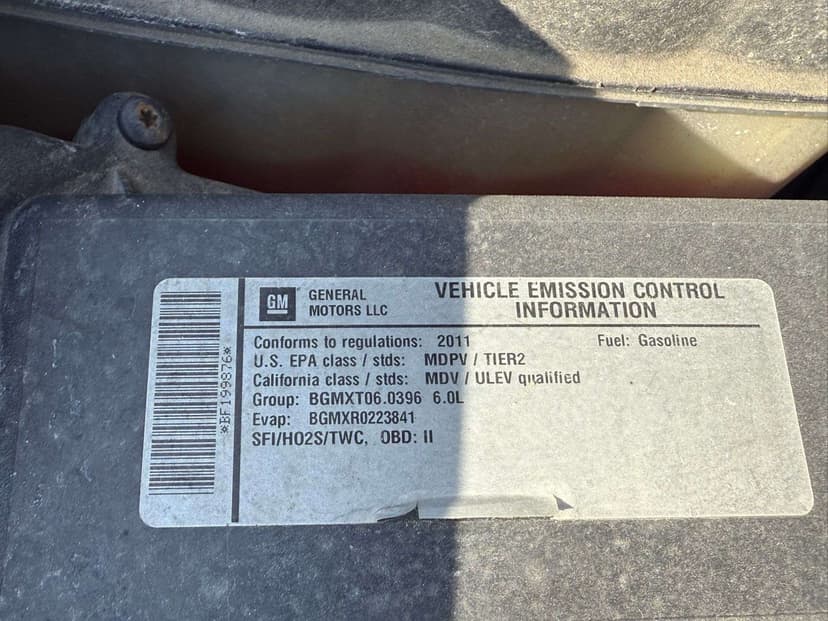 GM
GENERAL
MOTORS LLC
VEHICLE EMISSION CONTROL
INFORMATION
Conforms to regulations: 2011 Fuel: Gasoline
U.S. EPA class / stds: MDPV / TIER2
California class / stds: MDV / ULEV qualified
Group: BGMXT06.0396 6.0L
Evap: BGMXR0223841
SFI/HO2S/TWC, OBD: II
*BF199876*